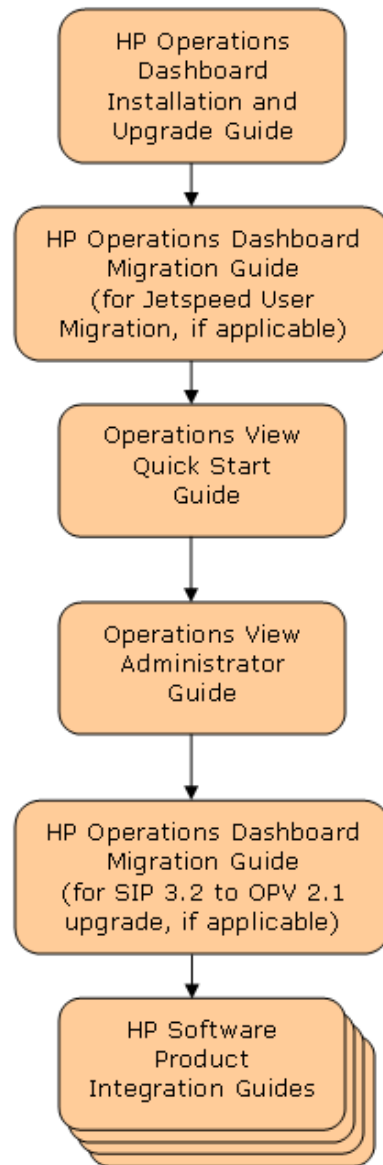 HP Operations
Dashboard
Installation and
Upgrade Guide
HP Operations Dashboard
Migration Guide
(for Jetspeed User
Migration, if applicable)
Operations View
Quick Start
Guide
Operations View
Administrator
Guide
HP Operations Dashboard
Migration Guide
(for SIP 3.2 to OPV 2.1
upgrade, if applicable)
HP Software
Product
Integration Guides